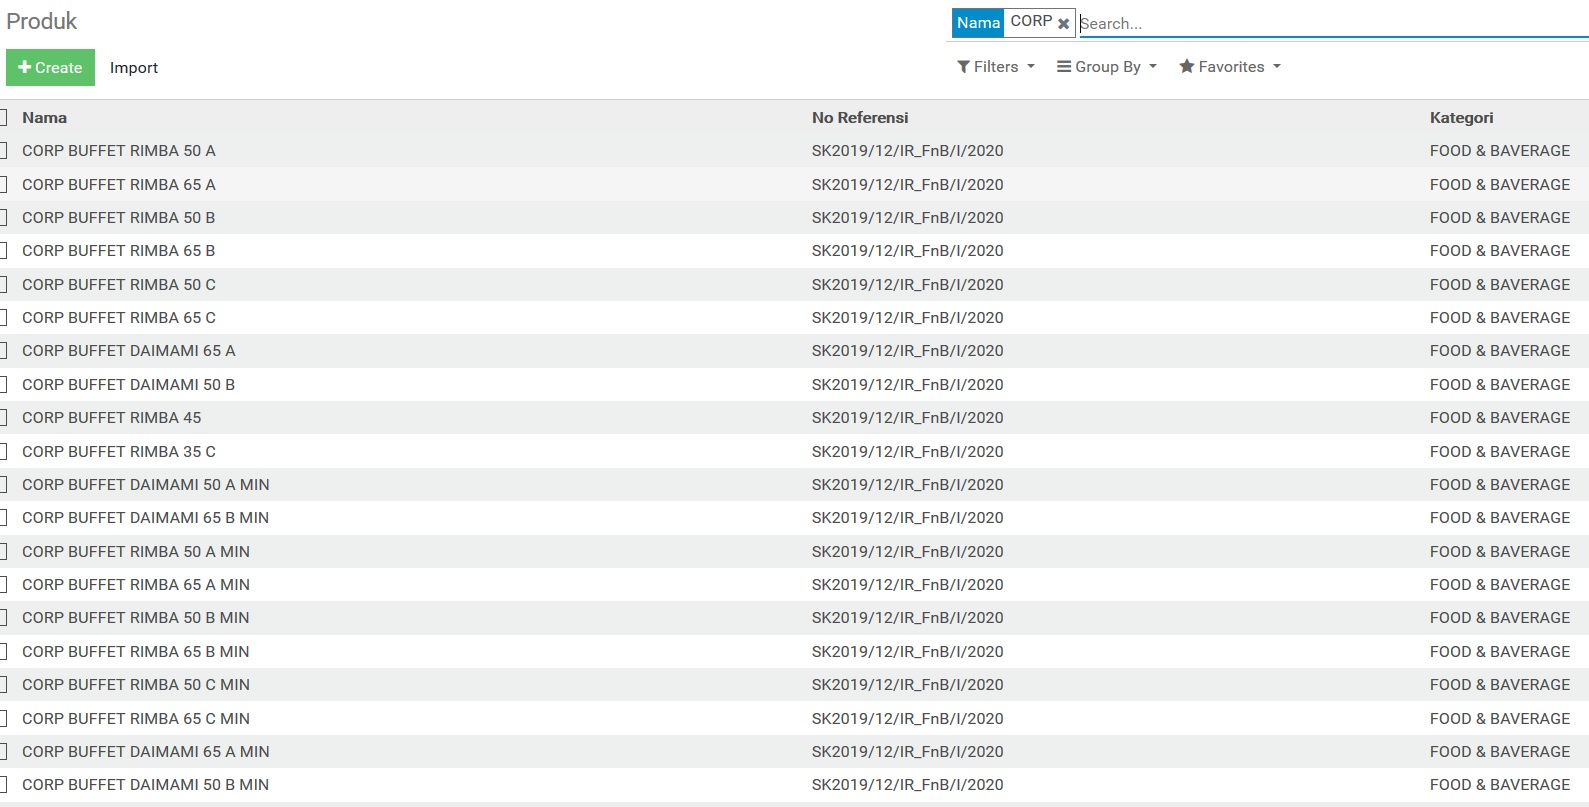 Produk
Nama CORP Search...
Create Import
Filters Group By Favorites
Nama No Referensi Kategori
CORP BUFFET RIMBA 50 A SK2019/12/IR_FnB/I/2020 FOOD & BAVERAGE
CORP BUFFET RIMBA 65 A SK2019/12/IR_FnB/I/2020 FOOD & BAVERAGE
CORP BUFFET RIMBA 50 B SK2019/12/IR_FnB/I/2020 FOOD & BAVERAGE
CORP BUFFET RIMBA 65 B SK2019/12/IR_FnB/I/2020 FOOD & BAVERAGE
CORP BUFFET RIMBA 50 C SK2019/12/IR_FnB/I/2020 FOOD & BAVERAGE
CORP BUFFET RIMBA 65 C SK2019/12/IR_FnB/I/2020 FOOD & BAVERAGE
CORP BUFFET DAIMAMI 65 A SK2019/12/IR_FnB/I/2020 FOOD & BAVERAGE
CORP BUFFET DAIMAMI 50 B SK2019/12/IR_FnB/I/2020 FOOD & BAVERAGE
CORP BUFFET RIMBA 45 SK2019/12/IR_FnB/I/2020 FOOD & BAVERAGE
CORP BUFFET RIMBA 35 C SK2019/12/IR_FnB/I/2020 FOOD & BAVERAGE
CORP BUFFET DAIMAMI 50 A MIN SK2019/12/IR_FnB/I/2020 FOOD & BAVERAGE
CORP BUFFET DAIMAMI 65 B MIN SK2019/12/IR_FnB/I/2020 FOOD & BAVERAGE
CORP BUFFET RIMBA 50 A MIN SK2019/12/IR_FnB/I/2020 FOOD & BAVERAGE
CORP BUFFET RIMBA 65 A MIN SK2019/12/IR_FnB/I/2020 FOOD & BAVERAGE
CORP BUFFET RIMBA 50 B MIN SK2019/12/IR_FnB/I/2020 FOOD & BAVERAGE
CORP BUFFET RIMBA 65 B MIN SK2019/12/IR_FnB/I/2020 FOOD & BAVERAGE
CORP BUFFET RIMBA 50 C MIN SK2019/12/IR_FnB/I/2020 FOOD & BAVERAGE
CORP BUFFET RIMBA 65 C MIN SK2019/12/IR_FnB/I/2020 FOOD & BAVERAGE
CORP BUFFET DAIMAMI 65 A MIN SK2019/12/IR_FnB/I/2020 FOOD & BAVERAGE
CORP BUFFET DAIMAMI 50 B MIN SK2019/12/IR_FnB/I/2020 FOOD & BAVERAGE